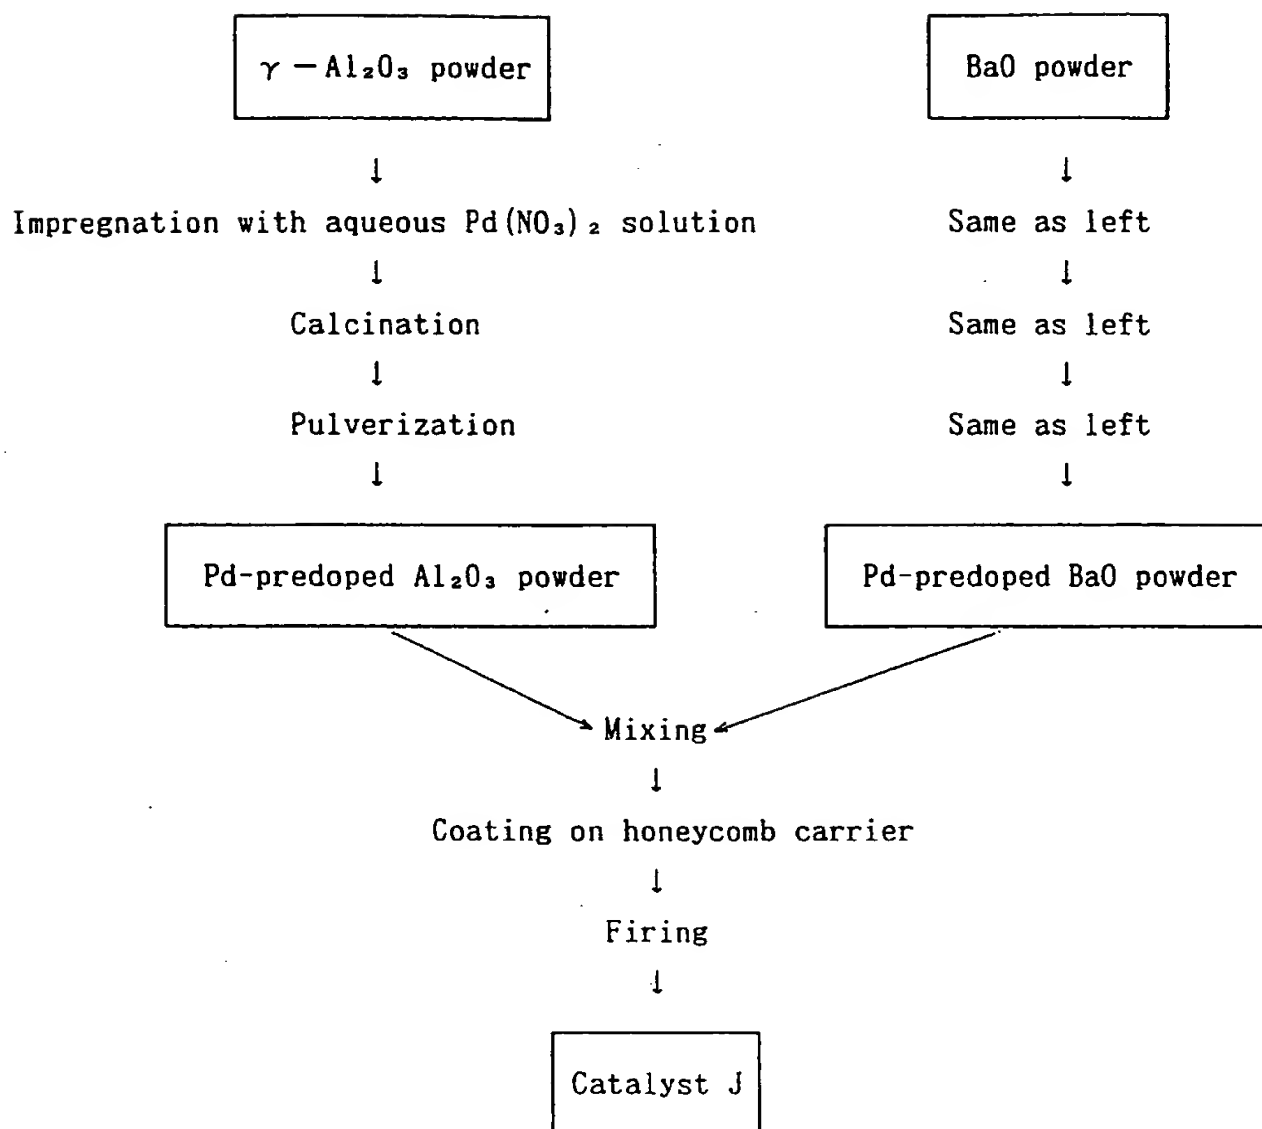 γ－Al₂O₃ powder BaO powder
↓ ↓
Impregnation with aqueous Pd(NO₃)₂ solution Same as left
↓ ↓
Calcination Same as left
↓ ↓
Pulverization Same as left
↓ ↓
Pd-predoped Al₂O₃ powder Pd-predoped BaO powder
Mixing
↓
Coating on honeycomb carrier
↓
Firing
↓
Catalyst J